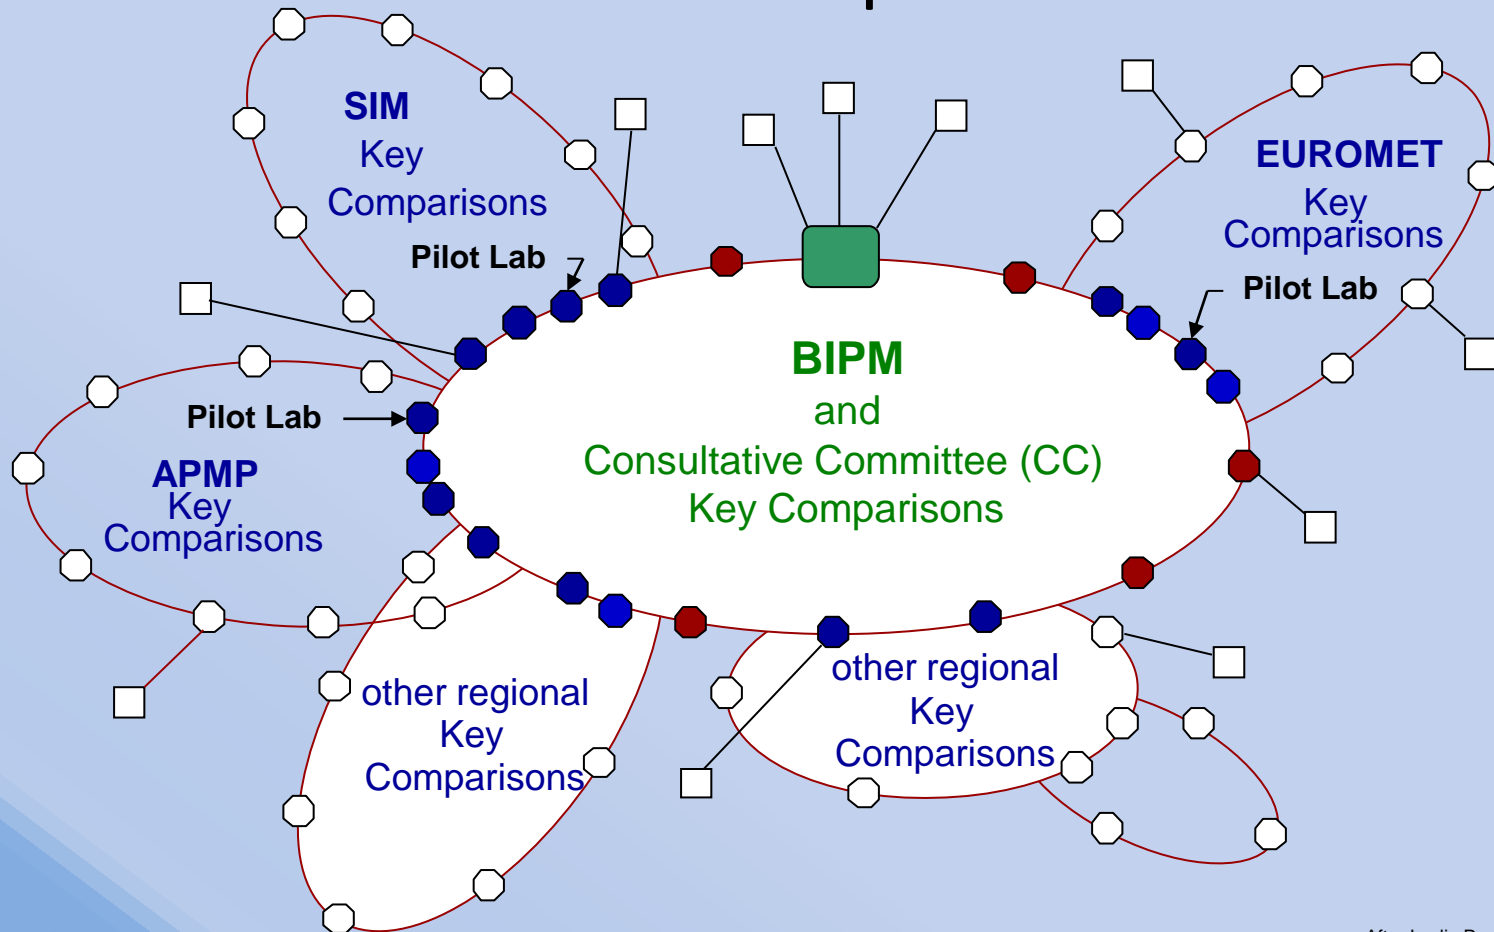 SIM
Key
Comparisons
Pilot Lab
EUROMET
Key
Comparisons
Pilot Lab
BIPM
and
Consultative Committee (CC)
Key Comparisons
Pilot Lab
APMP
Key
Comparisons
other regional
Key
Comparisons
other regional
Key
Comparisons